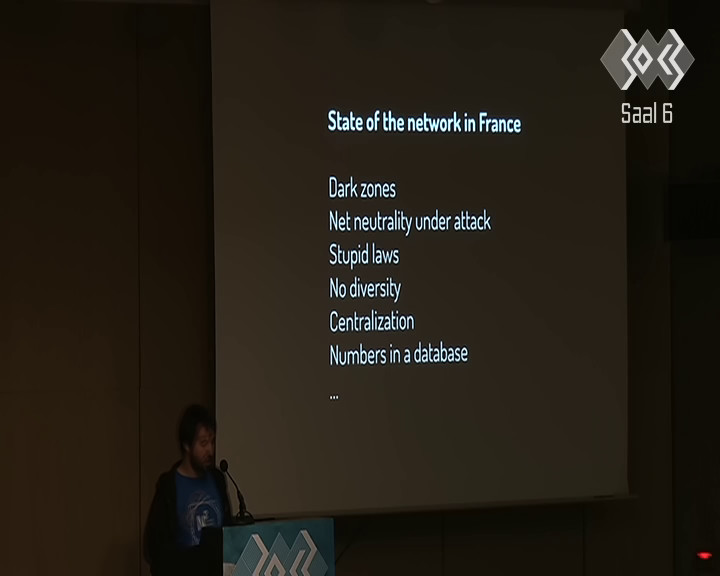 State of the network in France
Dark zones
Net neutrality under attack
Stupid laws
No diversity
Centralization
Numbers in a database
...
30C3
Saal 6